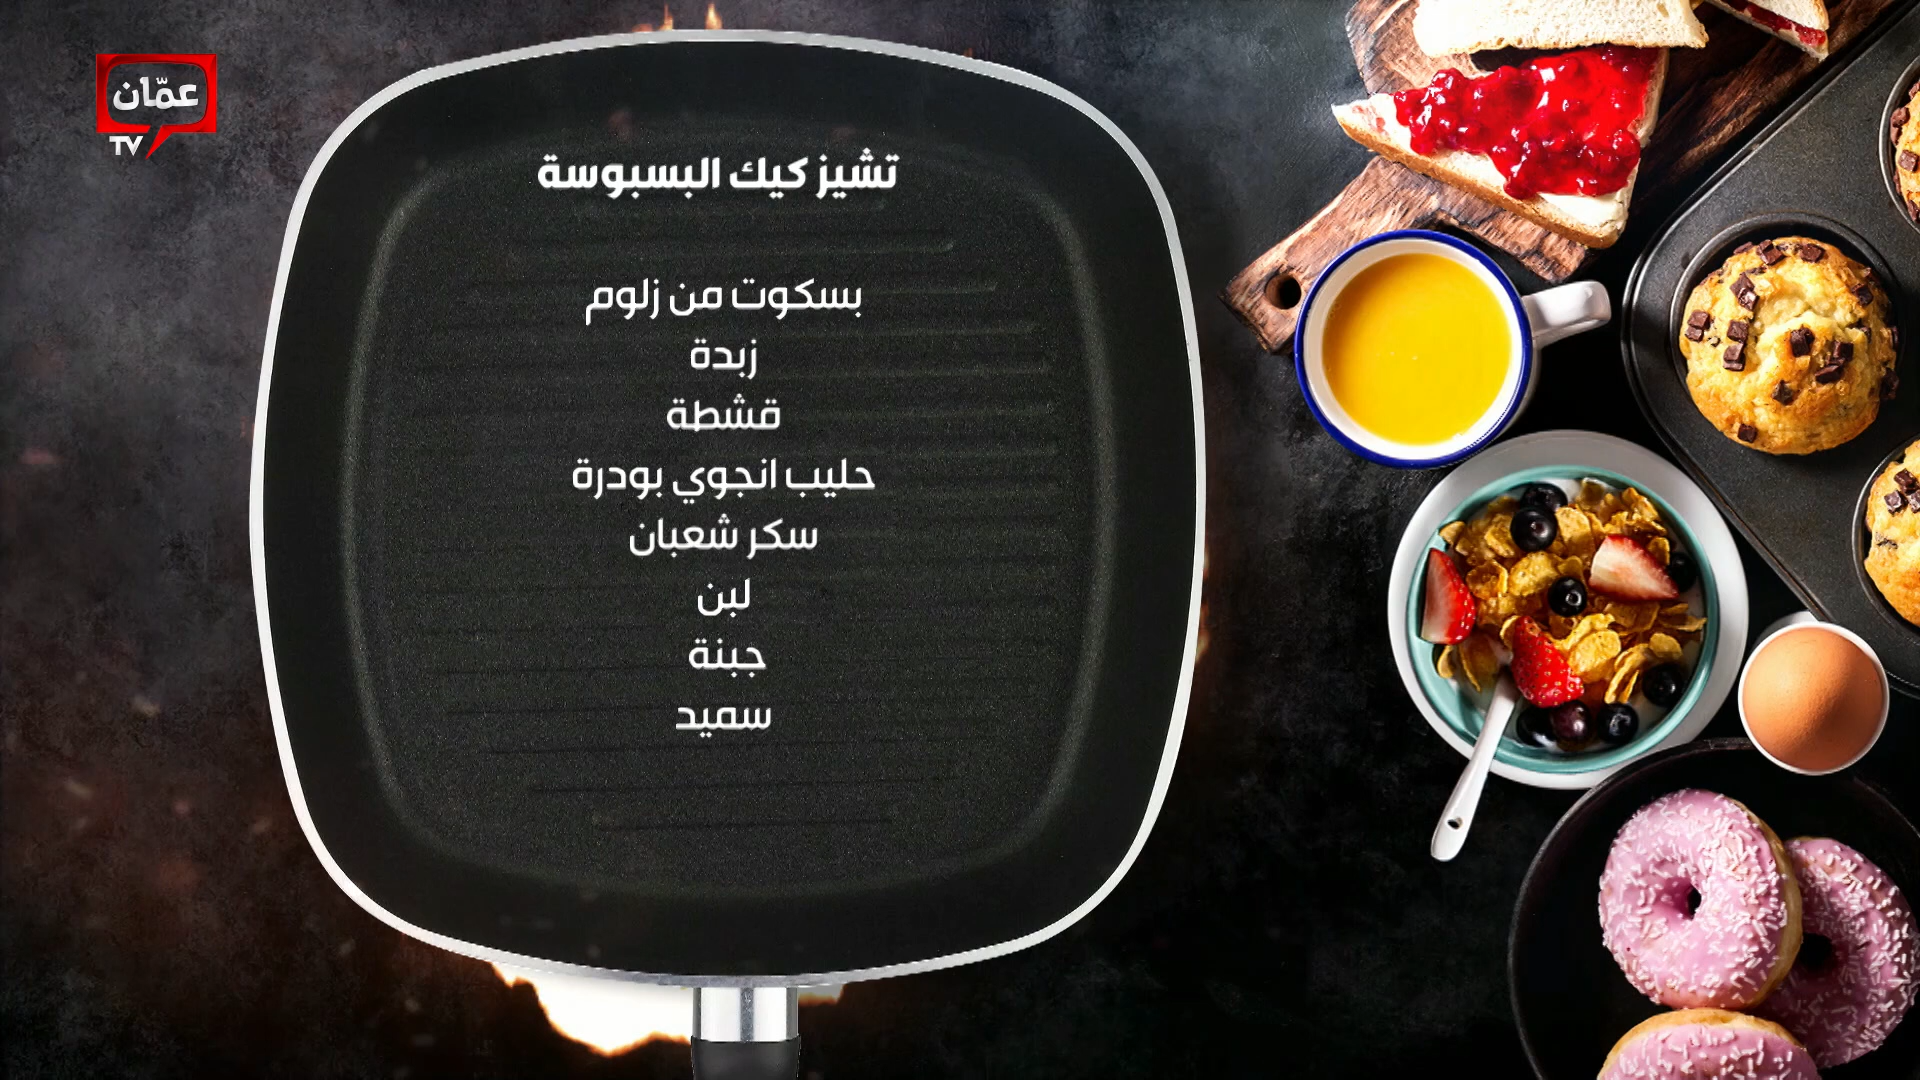 عمّان
TV
تشيز كيك البسبوسة
بسكوت من زلوم
زبدة
قشطة
حليب انجوي بودرة
سكر شعبان
لبن
جبنة
سميد